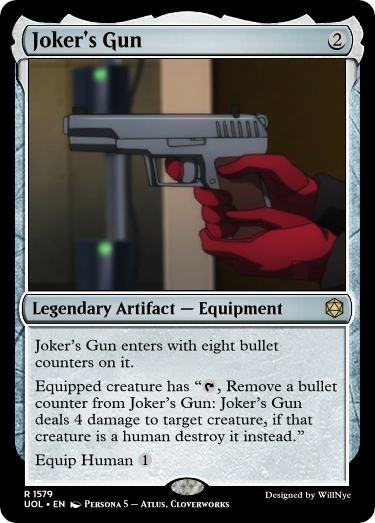 Joker's Gun 2
Legendary Artifact — Equipment
Joker's Gun enters with eight bullet
counters on it.
Equipped creature has “, Remove a bullet
counter from Joker's Gun: Joker's Gun
deals 4 damage to target creature, if that
creature is a human destroy it instead.”
Equip Human 1
R 1579
UOL • EN Persona 5 — Atlus, Cloverworks
Designed by WillNye